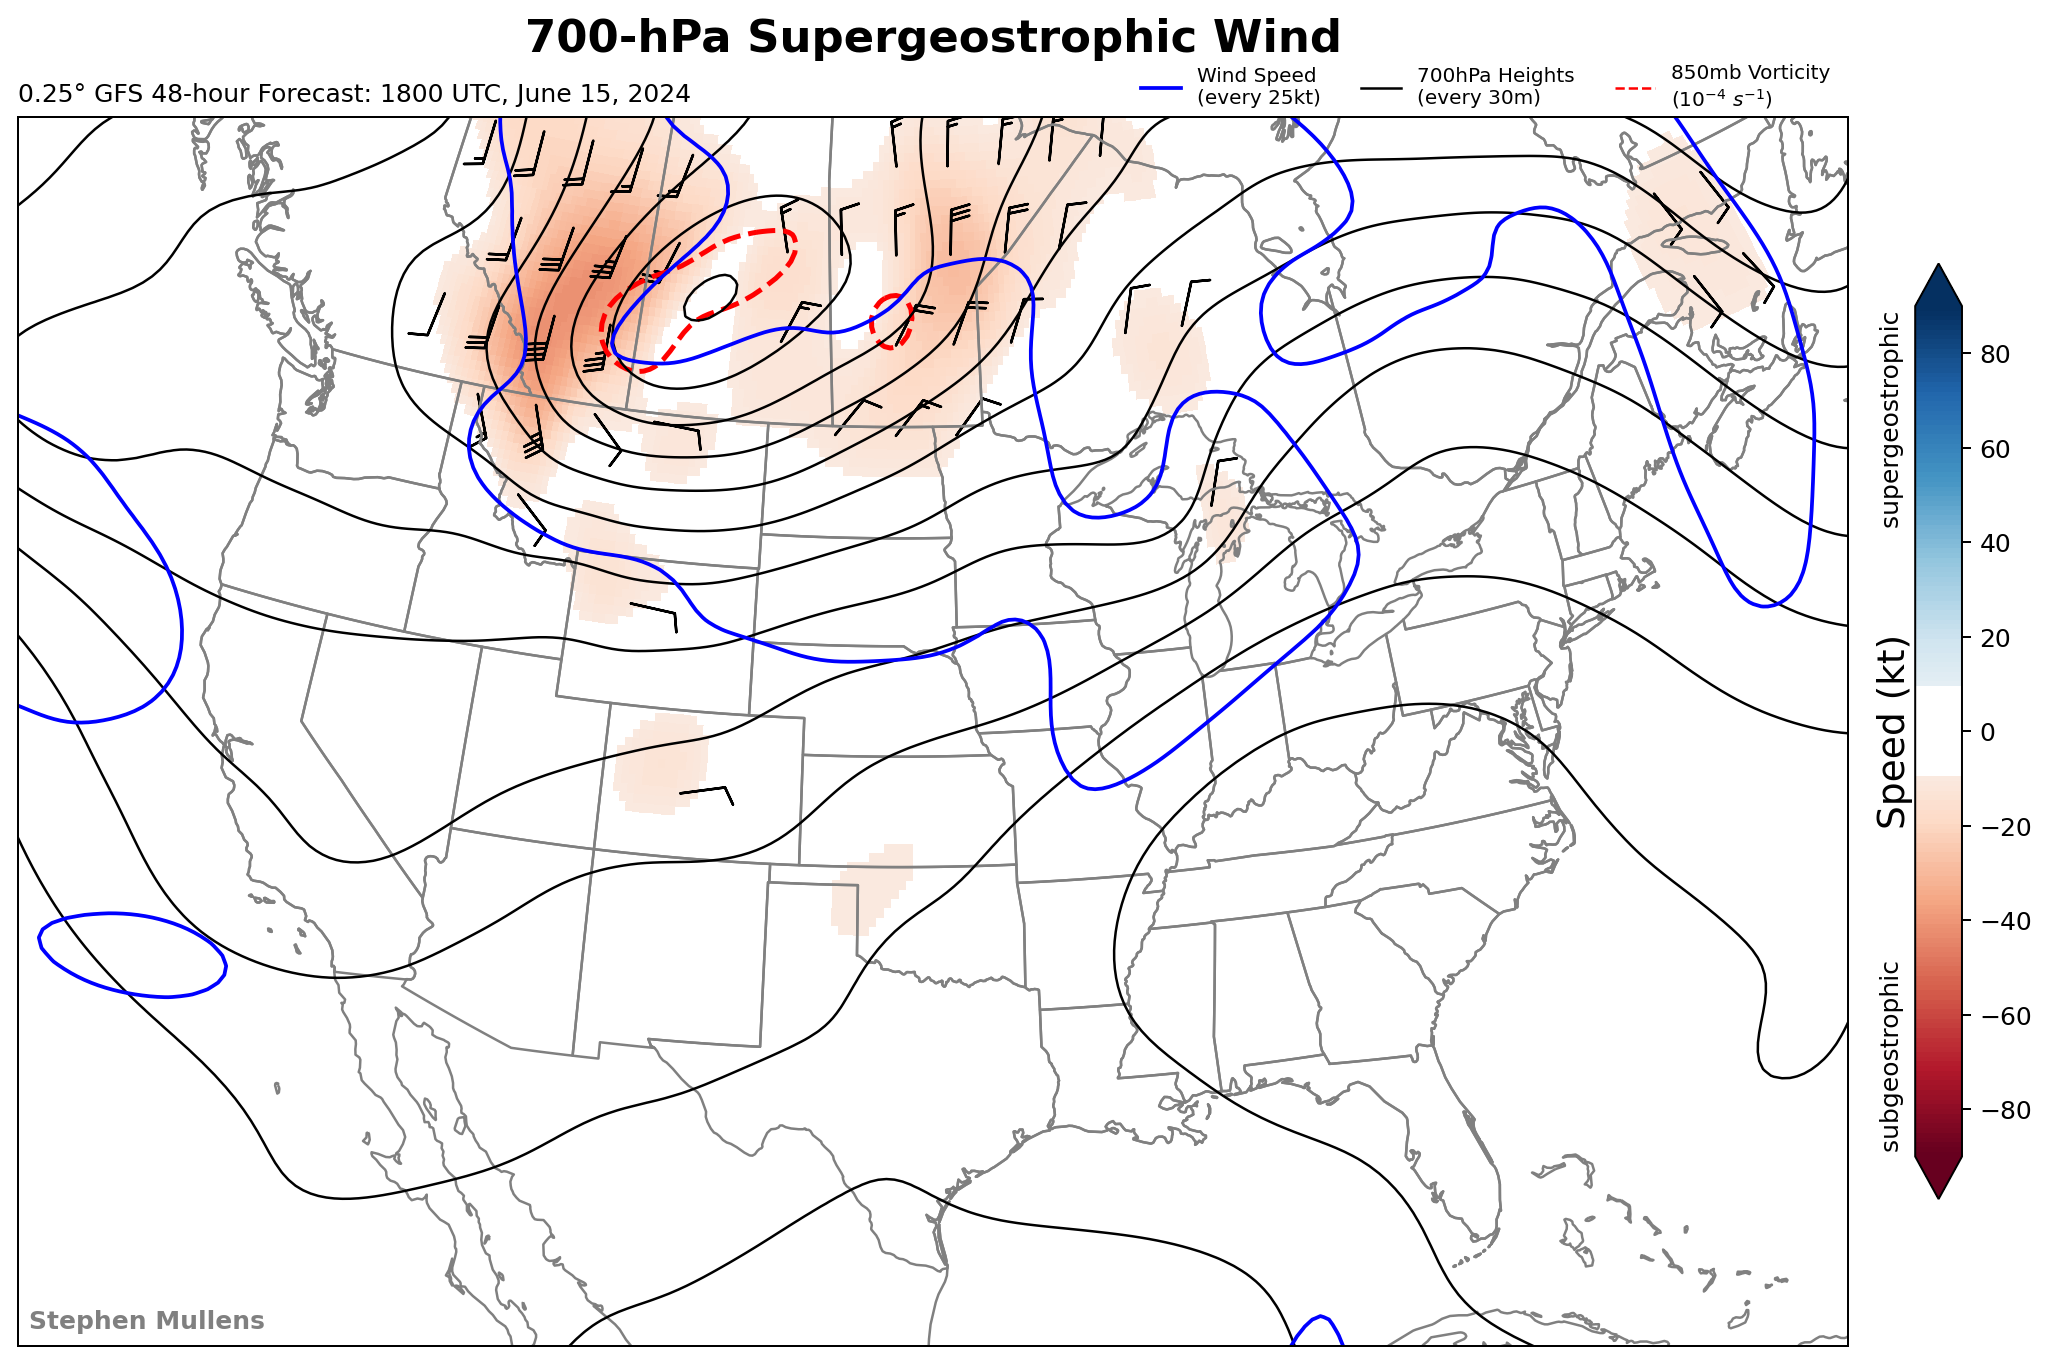 700-hPa Supergeostrophic Wind
0.25° GFS 48-hour Forecast: 1800 UTC, June 15, 2024
Wind Speed
(every 25kt)
700hPa Heights
(every 30m)
850mb Vorticity
(10⁻⁴ s⁻¹)
supergeostrophic
Speed (kt)
subgeostrophic
80
60
40
20
0
−20
−40
−60
−80
Stephen Mullens